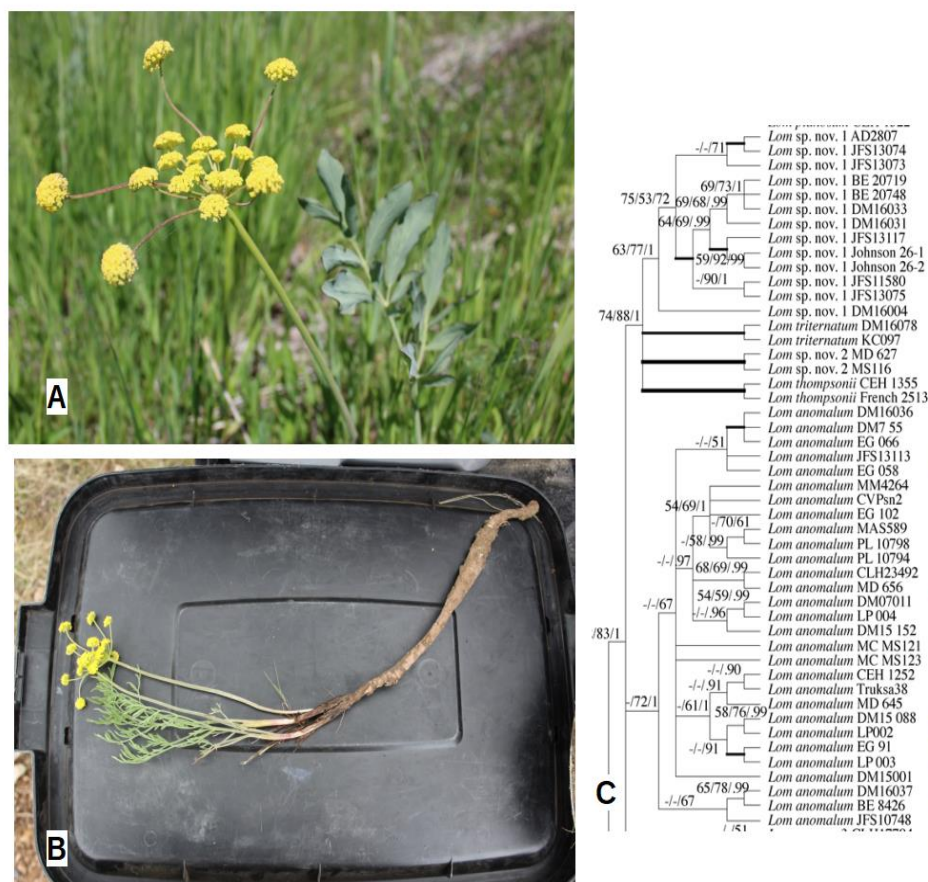 A
B
C
Lom sp. nov. 1 AD2807
-/-/71
Lom sp. nov. 1 JFS13074
Lom sp. nov. 1 JFS13073
69/73/1
Lom sp. nov. 1 BE 20719
75/53/72
69/68/.99
Lom sp. nov. 1 BE 20748
Lom sp. nov. 1 DM16033
64/69/.99
Lom sp. nov. 1 DM16031
Lom sp. nov. 1 JFS13117
63/77/1
Lom sp. nov. 1 Johnson 26-1
59/92/99
Lom sp. nov. 1 Johnson 26-2
-/90/1
Lom sp. nov. 1 JFS11580
Lom sp. nov. 1 JFS13075
Lom sp. nov. 1 DM16004
74/88/1
Lom triternatum DM16078
Lom triternatum KC097
Lom sp. nov. 2 MD 627
Lom sp. nov. 2 MS116
Lom thompsonii CEH 1355
Lom thompsonii French 2513
Lom anomalum DM16036
Lom anomalum DM7 55
-/-/51
Lom anomalum EG 066
Lom anomalum JFS13113
Lom anomalum EG 058
Lom anomalum MM4264
54/69/1
Lom anomalum CVPsn2
Lom anomalum EG 102
-/70/61
Lom anomalum MAS589
-/58/.99
Lom anomalum PL 10798
-/-/.97
Lom anomalum PL 10794
68/69/.99
Lom anomalum CLH23492
Lom anomalum MD 656
54/59/.99
Lom anomalum DM07011
-/-/67
-/-/.96
Lom anomalum LP 004
Lom anomalum DM15 152
/83/1
Lom anomalum MC MS121
Lom anomalum MC MS123
-/-/.90
Lom anomalum CEH 1252
-/-/.91
Lom anomalum Truksa38
-/72/1
-/61/1
Lom anomalum MD 645
58/76/.99
Lom anomalum DM15 088
Lom anomalum LP002
-/-/91
Lom anomalum EG 91
Lom anomalum LP 003
Lom anomalum DM15001
65/78/.99
Lom anomalum DM16037
-/-/67
Lom anomalum BE 8426
Lom anomalum JFS10748
-/-/51